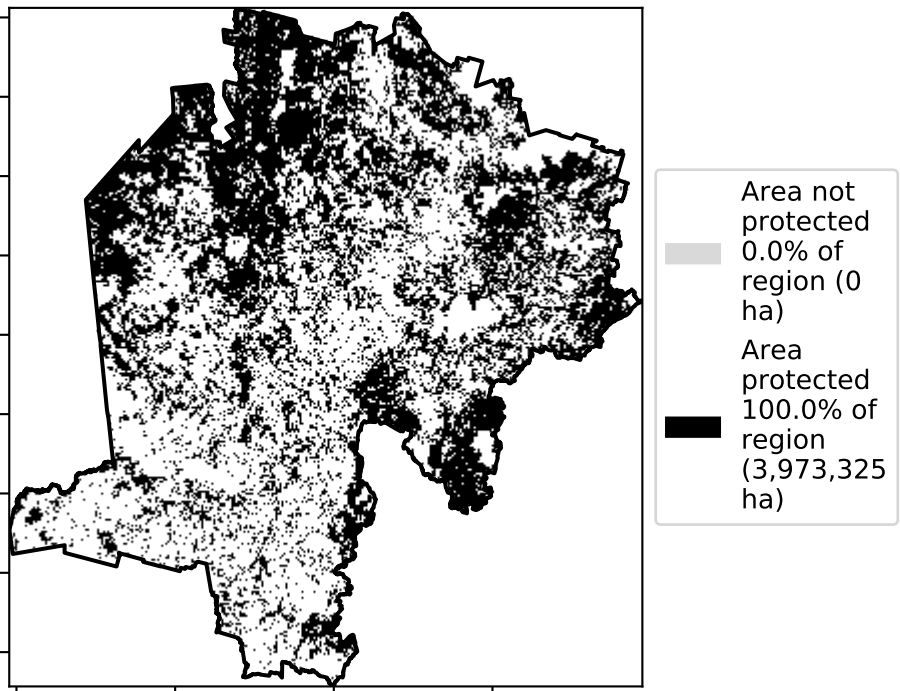 Area not
protected
0.0% of
region (0
ha)
Area
protected
100.0% of
region
(3,973,325
ha)